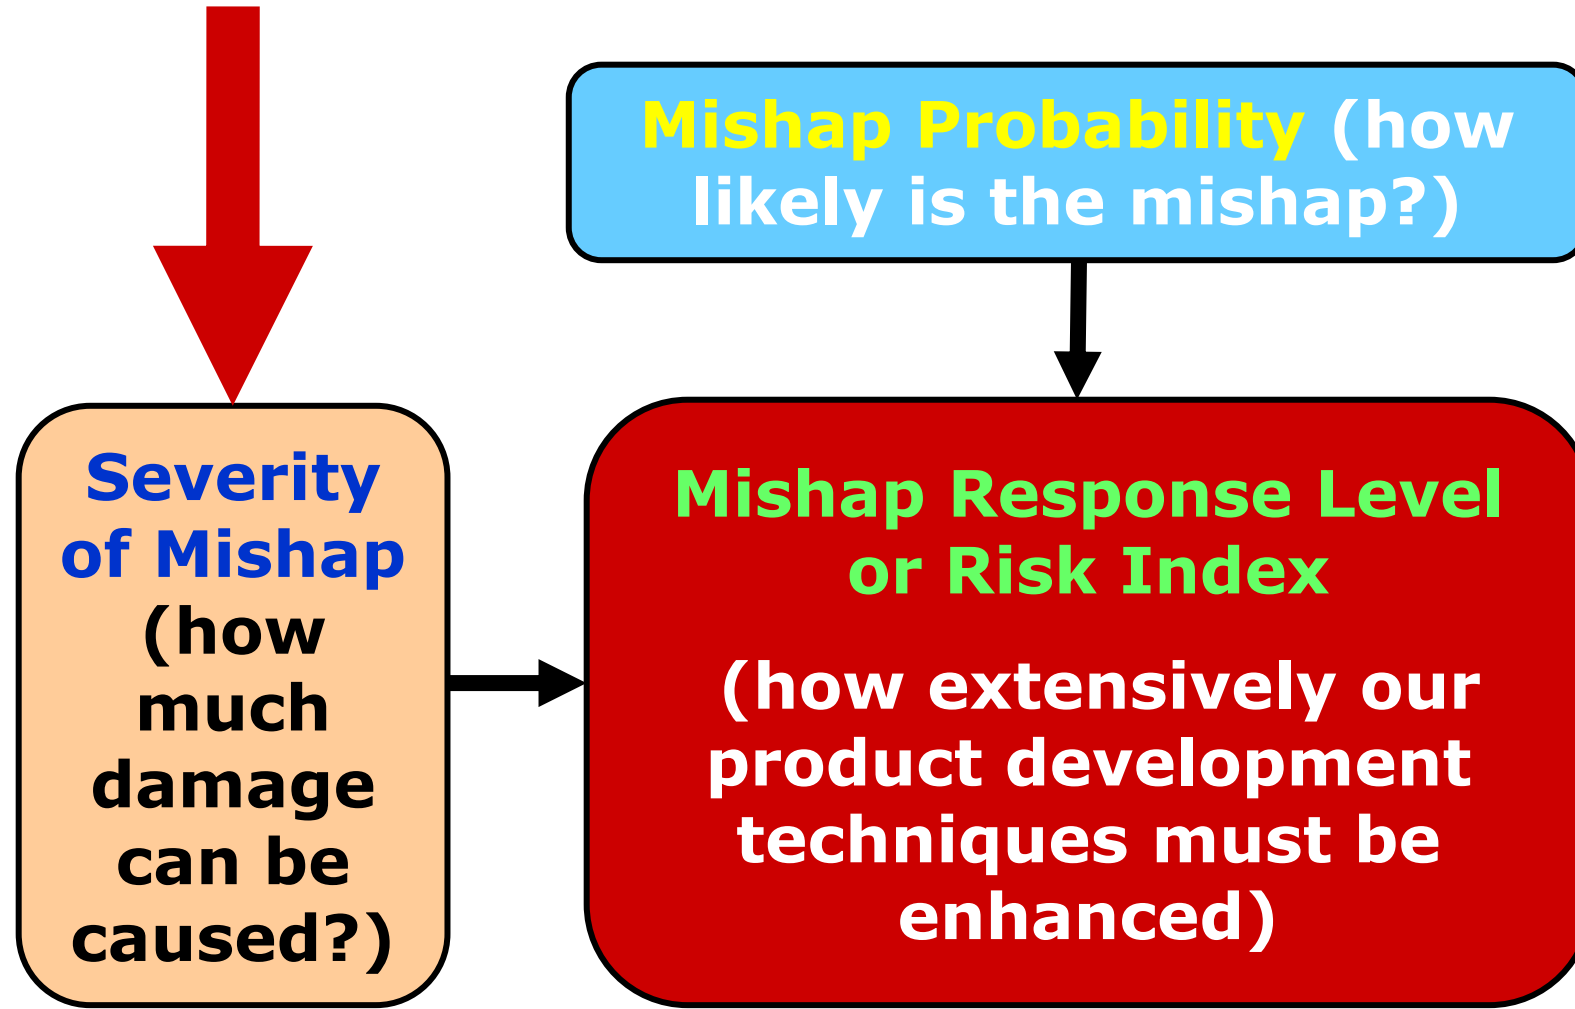 Mishap Probability (how
likely is the mishap?)
Severity
of Mishap
(how
much
damage
can be
caused?)
Mishap Response Level
or Risk Index
(how extensively our
product development
techniques must be
enhanced)